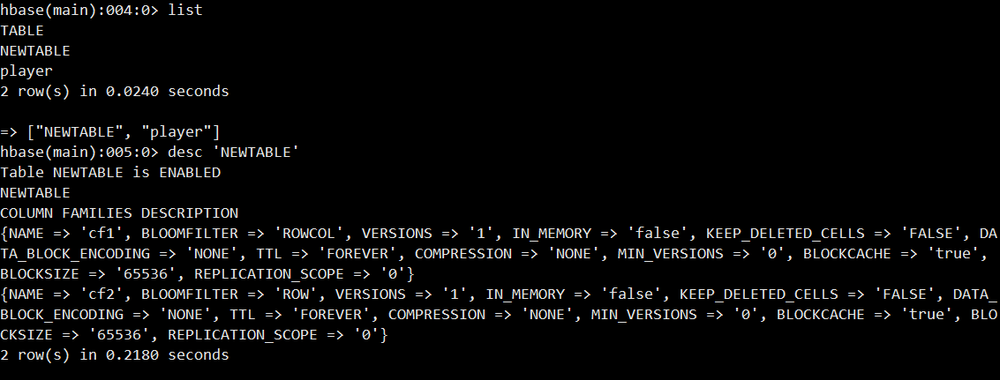 hbase(main):004:0> list
TABLE
NEWTABLE
player
2 row(s) in 0.0240 seconds

=> ["NEWTABLE", "player"]
hbase(main):005:0> desc 'NEWTABLE'
Table NEWTABLE is ENABLED
NEWTABLE
COLUMN FAMILIES DESCRIPTION
{NAME => 'cf1', BLOOMFILTER => 'ROWCOL', VERSIONS => '1', IN_MEMORY => 'false', KEEP_DELETED_CELLS => 'FALSE', DA
TA_BLOCK_ENCODING => 'NONE', TTL => 'FOREVER', COMPRESSION => 'NONE', MIN_VERSIONS => '0', BLOCKCACHE => 'true',
BLOCKSIZE => '65536', REPLICATION_SCOPE => '0'}
{NAME => 'cf2', BLOOMFILTER => 'ROW', VERSIONS => '1', IN_MEMORY => 'false', KEEP_DELETED_CELLS => 'FALSE', DATA_
BLOCK_ENCODING => 'NONE', TTL => 'FOREVER', COMPRESSION => 'NONE', MIN_VERSIONS => '0', BLOCKCACHE => 'true', BLO
CKSIZE => '65536', REPLICATION_SCOPE => '0'}
2 row(s) in 0.2180 seconds